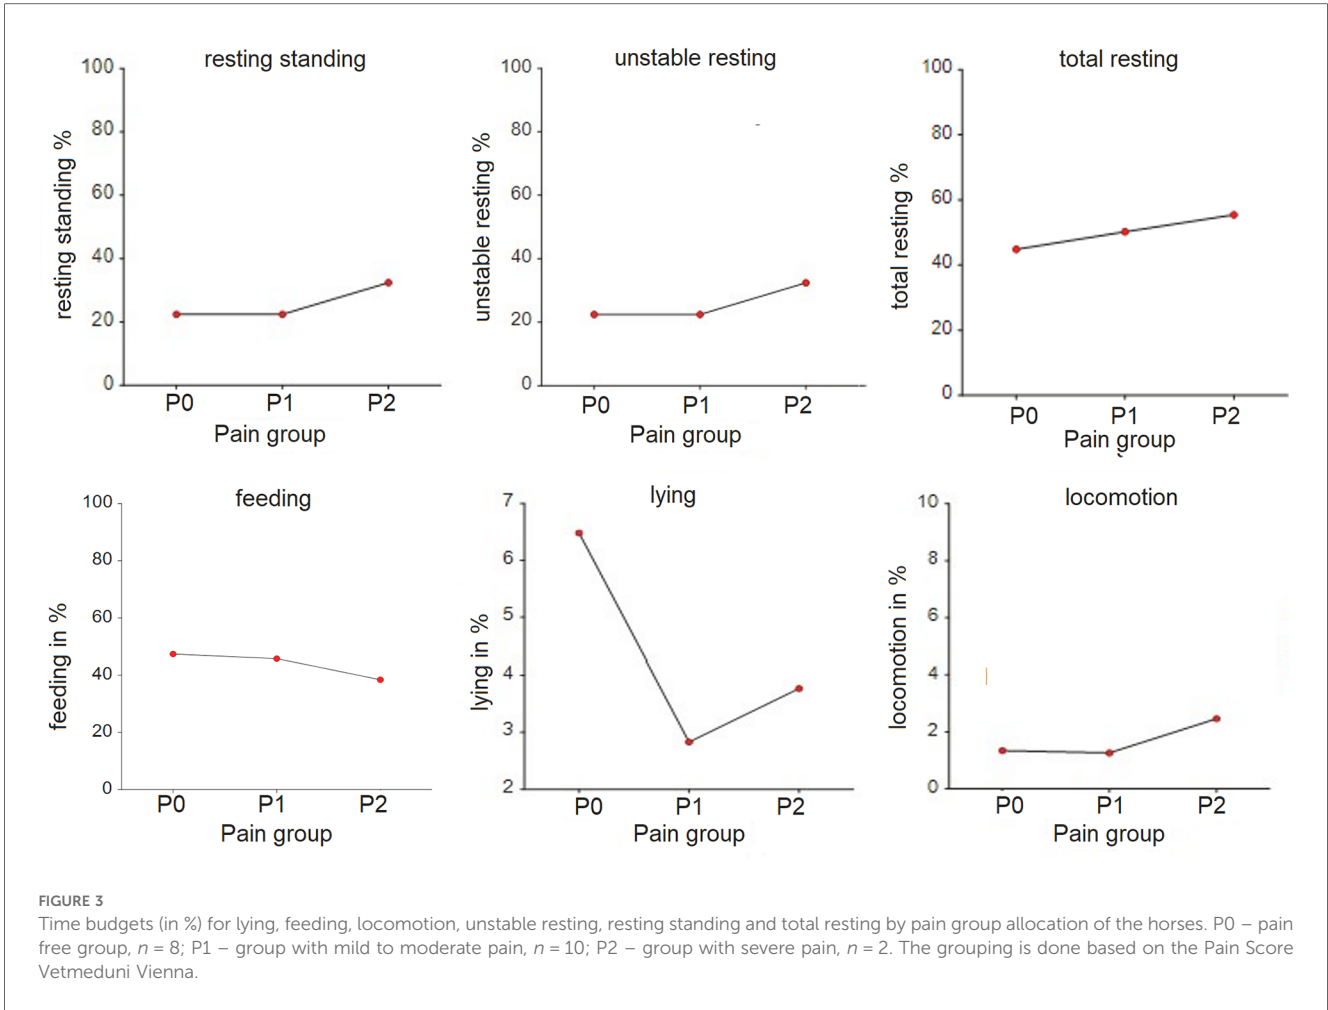 resting standing
100
80
60
40
20
0
resting standing %
P0 P1 P2
Pain group
unstable resting
100
80
60
40
20
0
unstable resting %
P0 P1 P2
Pain group
total resting
100
80
60
40
20
0
total resting %
P0 P1 P2
Pain group
feeding
100
80
60
40
20
0
feeding in %
P0 P1 P2
Pain group
lying
7
6
5
4
3
2
lying in %
P0 P1 P2
Pain group
locomotion
10
8
6
4
2
0
locomotion in %
P0 P1 P2
Pain group
FIGURE 3
Time budgets (in %) for lying, feeding, locomotion, unstable resting, resting standing and total resting by pain group allocation of the horses. P0 – pain
free group, n = 8; P1 – group with mild to moderate pain, n = 10; P2 – group with severe pain, n = 2. The grouping is done based on the Pain Score
Vetmeduni Vienna.